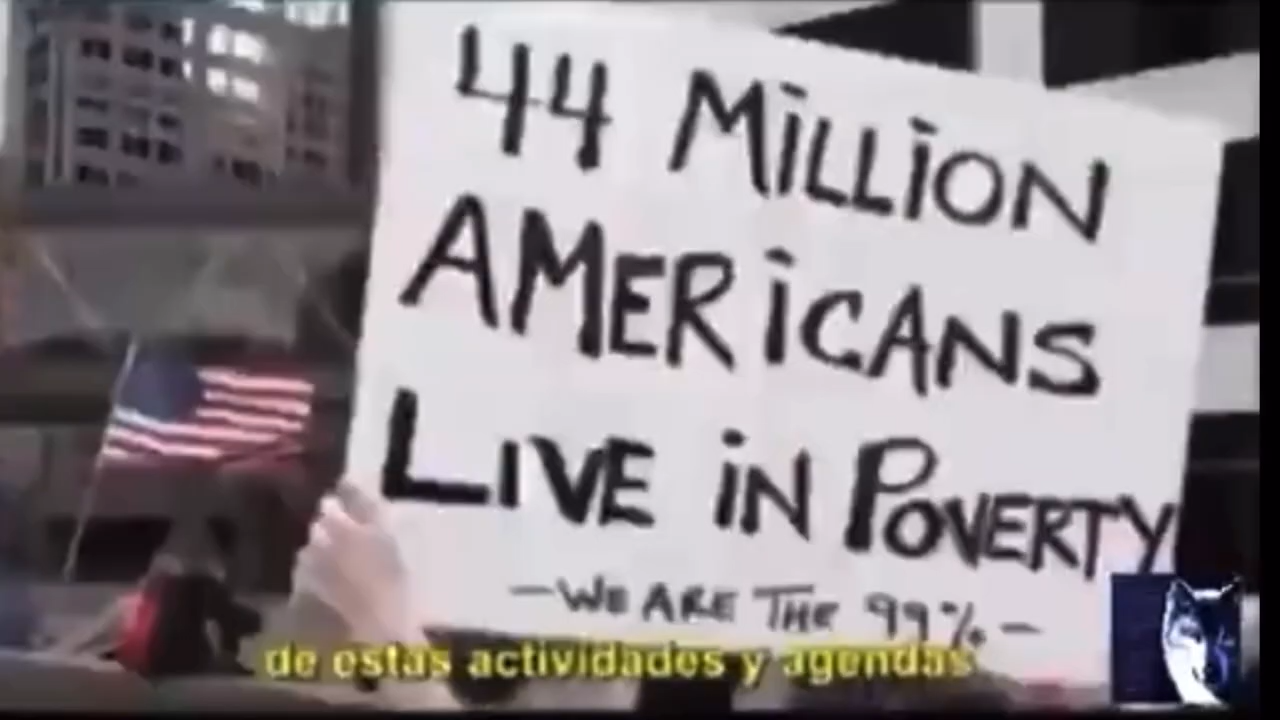 44 MiLLiON
AMERiCANS
LIVE iN POVERTY
-WE ARE THE 99%-
de estas actividades y agendas